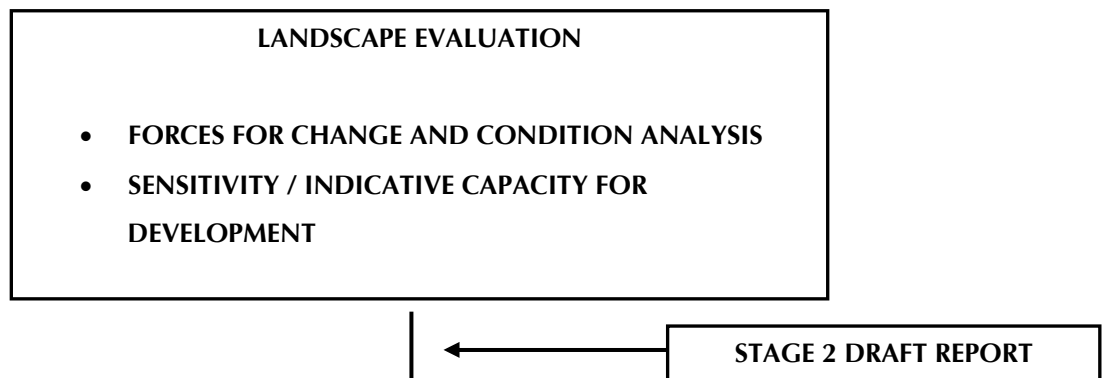 LANDSCAPE EVALUATION
• FORCES FOR CHANGE AND CONDITION ANALYSIS
• SENSITIVITY / INDICATIVE CAPACITY FOR
DEVELOPMENT
STAGE 2 DRAFT REPORT